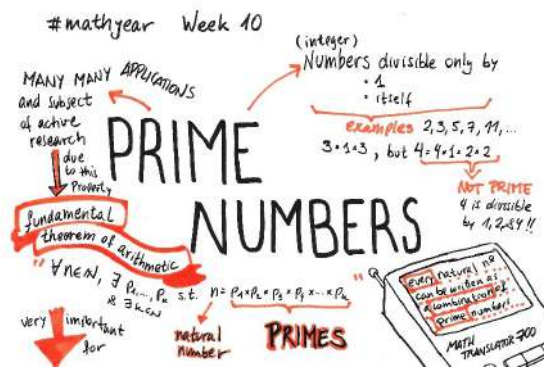 #mathyear Week 10
MANY MANY APPLICATIONS
and subject
of active
research
due
to this
Property
fundamental
theorem of arithmetic
PRIME
NUMBERS
(integer)
Numbers divisible only by
• 1
• itself
examples 2, 3, 5, 7, 11, ...
3=1×3, but 4=4×1=2×2
NOT PRIME
4 is divisible
by 1, 2, &4!!
"∀n∈ℕ, ∃ P₁,...,Pₖ s.t. n=P₁×P₂×P₃×P₄×...×Pₖ"
& ∃ k∈ℕ
natural
number
PRIMES
very important
for
every natural nº
can be written as
a combination of
prime numbers
MATH
TRANSLATOR 700